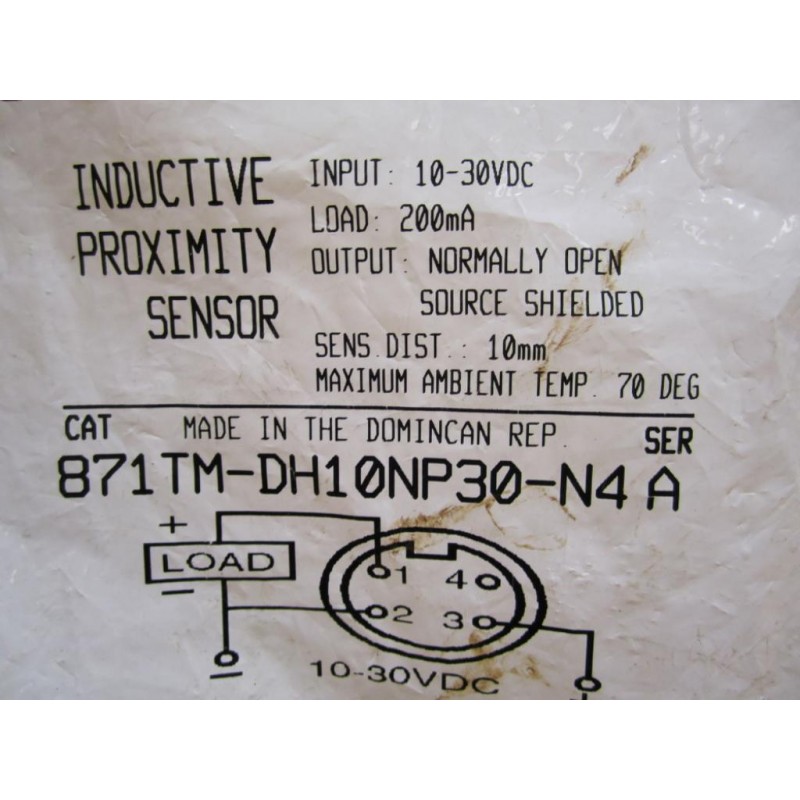 INDUCTIVE
PROXIMITY
SENSOR
INPUT: 10-30VDC
LOAD: 200mA
OUTPUT: NORMALLY OPEN
SOURCE SHIELDED
SENS.DIST.: 10mm
MAXIMUM AMBIENT TEMP. 70 DEG
CAT MADE IN THE DOMINCAN REP. SER
871TM-DH10NP30-N4 A
+
LOAD
−
1 4
2 3
10-30VDC